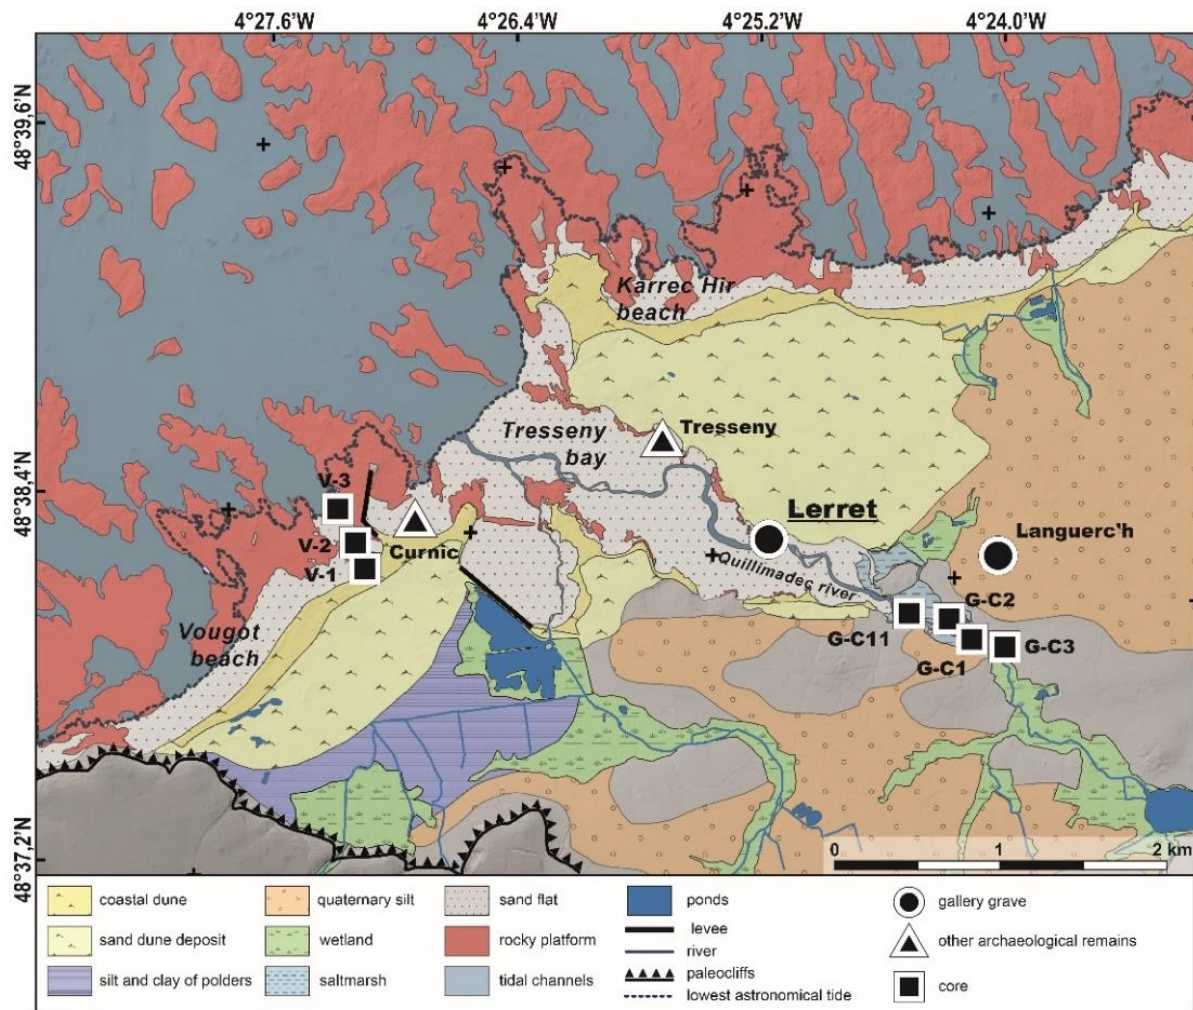 4°27.6'W 4°26.4'W 4°25.2'W 4°24.0'W
48°39,6'N
48°38,4'N
48°37,2'N
Karrec Hir
beach
Tresseny
bay
Tresseny
V-3
V-2
V-1
Curnic
Lerret
Languerc'h
Quillimadec river
G-C2
G-C11
G-C1
G-C3
Vougot
beach
0 1 2 km
coastal dune
sand dune deposit
silt and clay of polders
quaternary silt
wetland
saltmarsh
sand flat
rocky platform
tidal channels
ponds
levee
river
paleocliffs
lowest astronomical tide
gallery grave
other archaeological remains
core